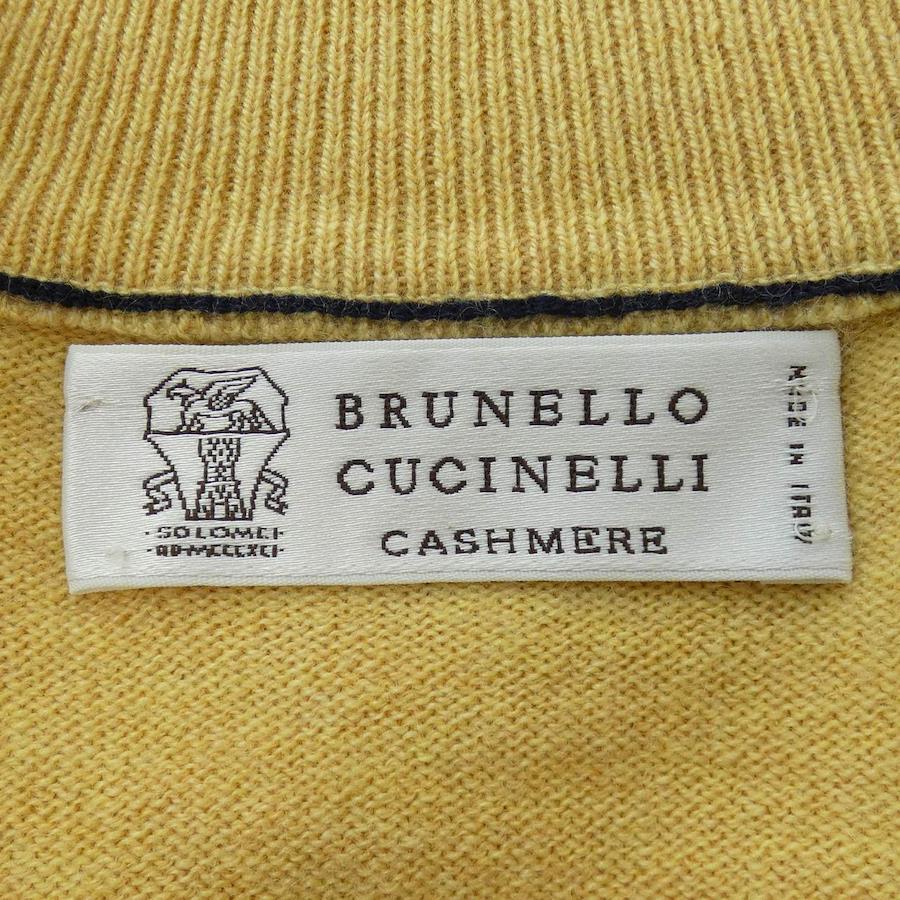 BRUNELLO
CUCINELLI
CASHMERE
· SOLOMEI ·
· AD · MCCCXCI ·
MADE IN ITALY